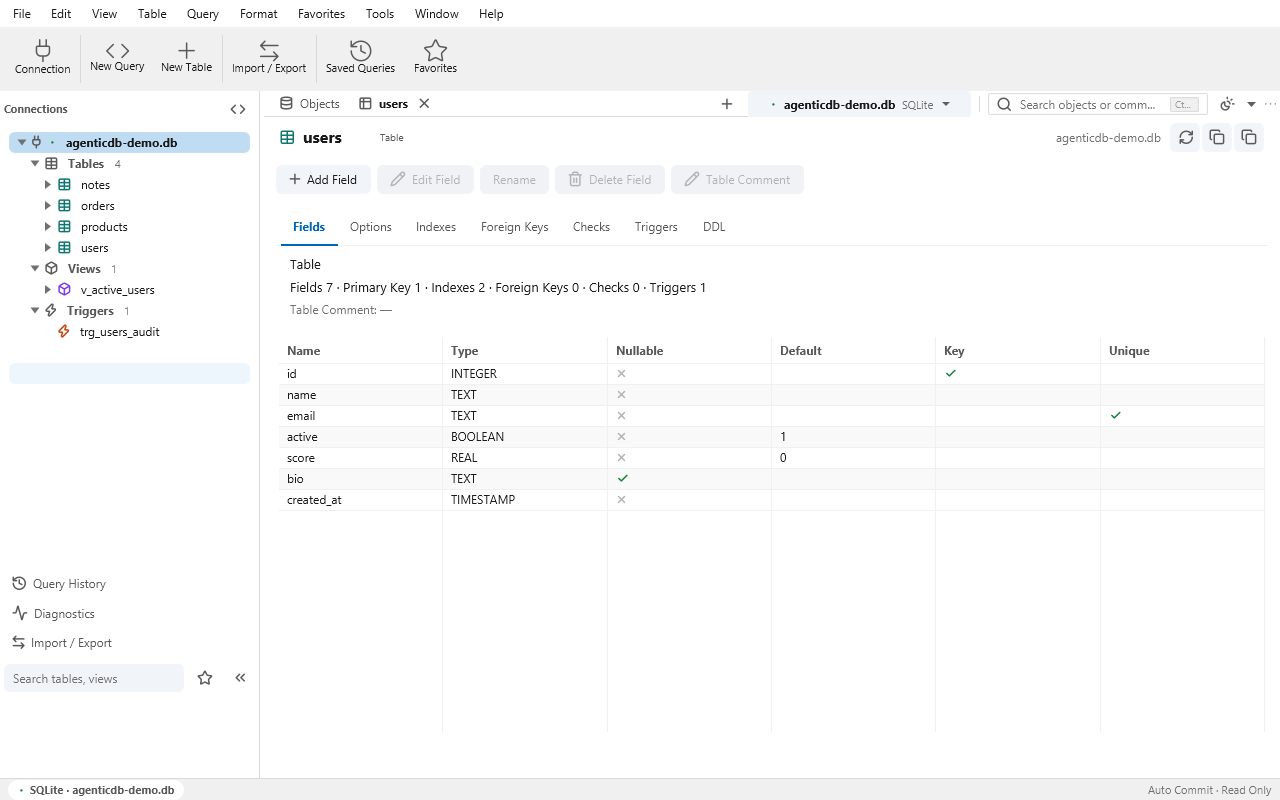 File Edit View Table Query Format Favorites Tools Window Help
Connection New Query New Table Import / Export Saved Queries Favorites
Connections
agenticdb-demo.db
Tables 4
notes
orders
products
users
Views 1
v_active_users
Triggers 1
trg_users_audit
Query History
Diagnostics
Import / Export
Search tables, views
Objects users agenticdb-demo.db SQLite Search objects or comm... Ct...
users Table agenticdb-demo.db
Add Field Edit Field Rename Delete Field Table Comment
Fields Options Indexes Foreign Keys Checks Triggers DDL
Table
Fields 7 · Primary Key 1 · Indexes 2 · Foreign Keys 0 · Checks 0 · Triggers 1
Table Comment: —
Name Type Nullable Default Key Unique
id INTEGER
name TEXT
email TEXT
active BOOLEAN 1
score REAL 0
bio TEXT
created_at TIMESTAMP
SQLite · agenticdb-demo.db Auto Commit · Read Only